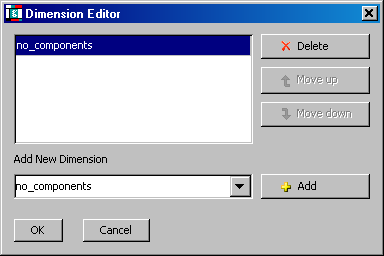 Dimension Editor
no_components
Delete
Move up
Move down
Add New Dimension
no_components
Add
OK
Cancel